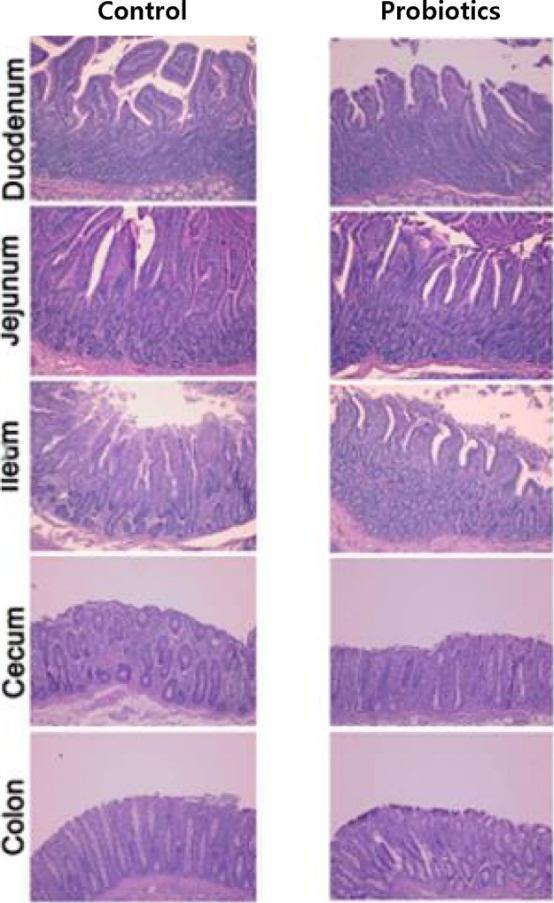 Control
Probiotics
Duodenum
Jejunum
Ileum
Cecum
Colon